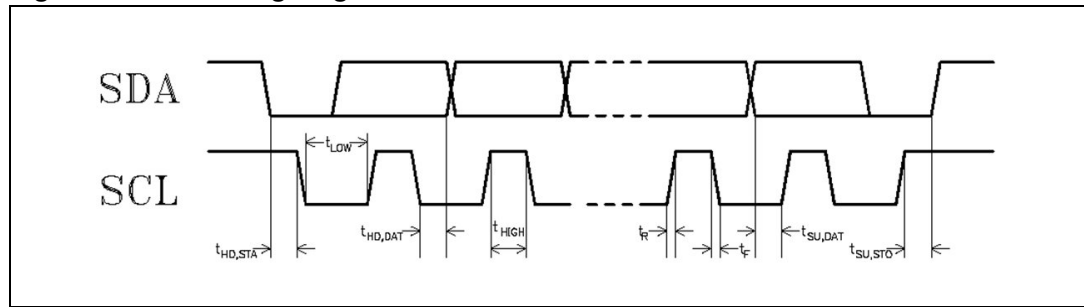 SDA
tLOW
SCL
tHD,STA
tHD,DAT
tHIGH
tR
tF
tSU,DAT
tSU,STO